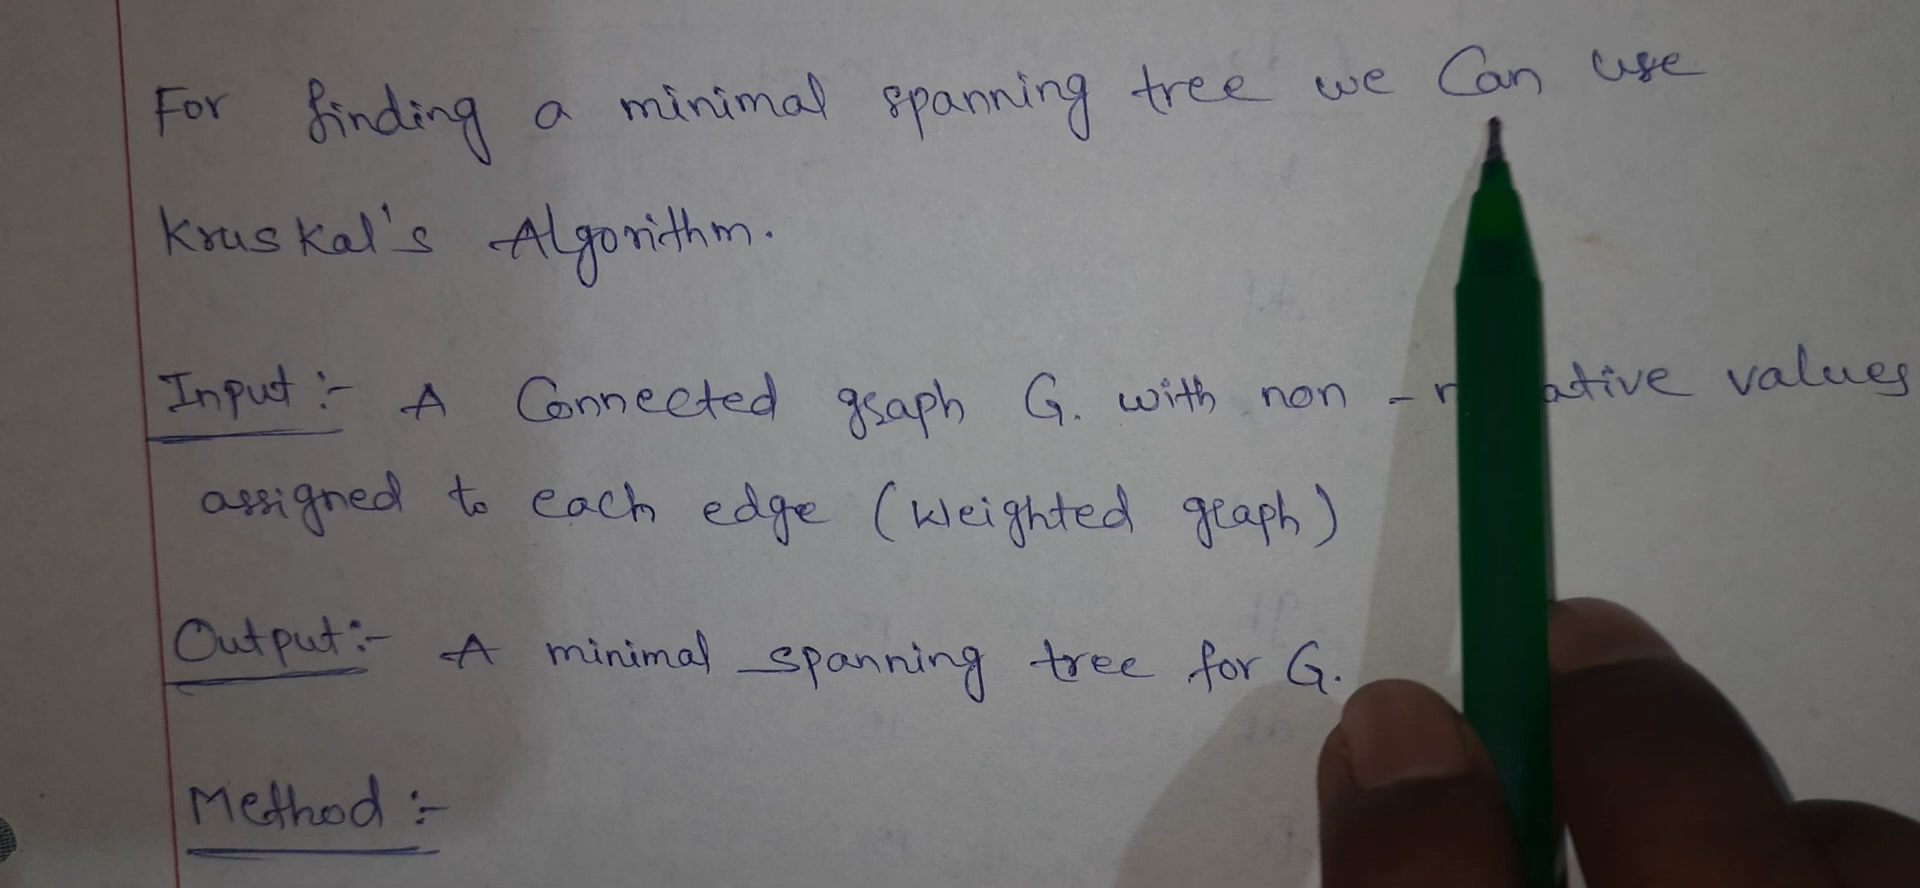 For finding a minimal spanning tree we Can use
Kruskal's Algorithm.
Input :- A Connected graph G. with non - values
assigned to each edge (Weighted graph)
Output :- A minimal spanning tree for G.
Method :-